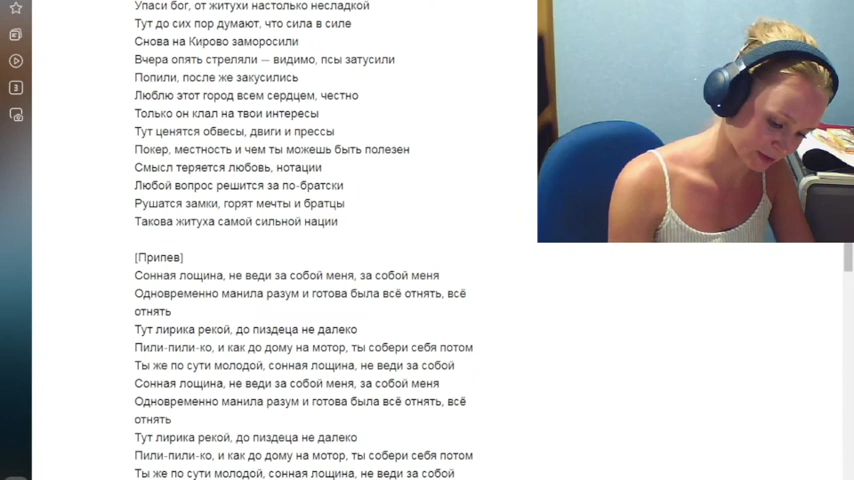 Упаси бог, от житухи настолько несладкой
Тут до сих пор думают, что сила в силе
Снова на Кирово заморосили
Вчера опять стреляли — видимо, псы затусили
Попили, после же закусились
Люблю этот город всем сердцем, честно
Только он клал на твои интересы
Тут ценятся обвесы, двиги и прессы
Покер, местность и чем ты можешь быть полезен
Смысл теряется любовь, нотации
Любой вопрос решится за по-братски
Рушатся замки, горят мечты и братцы
Такова житуха самой сильной нации
[Припев]
Сонная лощина, не веди за собой меня, за собой меня
Одновременно манила разум и готова была всё отнять, всё
отнять
Тут лирика рекой, до пиздеца не далеко
Пили-пили-ко, и как до дому на мотор, ты собери себя потом
Ты же по сути молодой, сонная лощина, не веди за собой
Сонная лощина, не веди за собой меня, за собой меня
Одновременно манила разум и готова была всё отнять, всё
отнять
Тут лирика рекой, до пиздеца не далеко
Пили-пили-ко, и как до дому на мотор, ты собери себя потом
Ты же по сути молодой, сонная лощина, не веди за собой
3